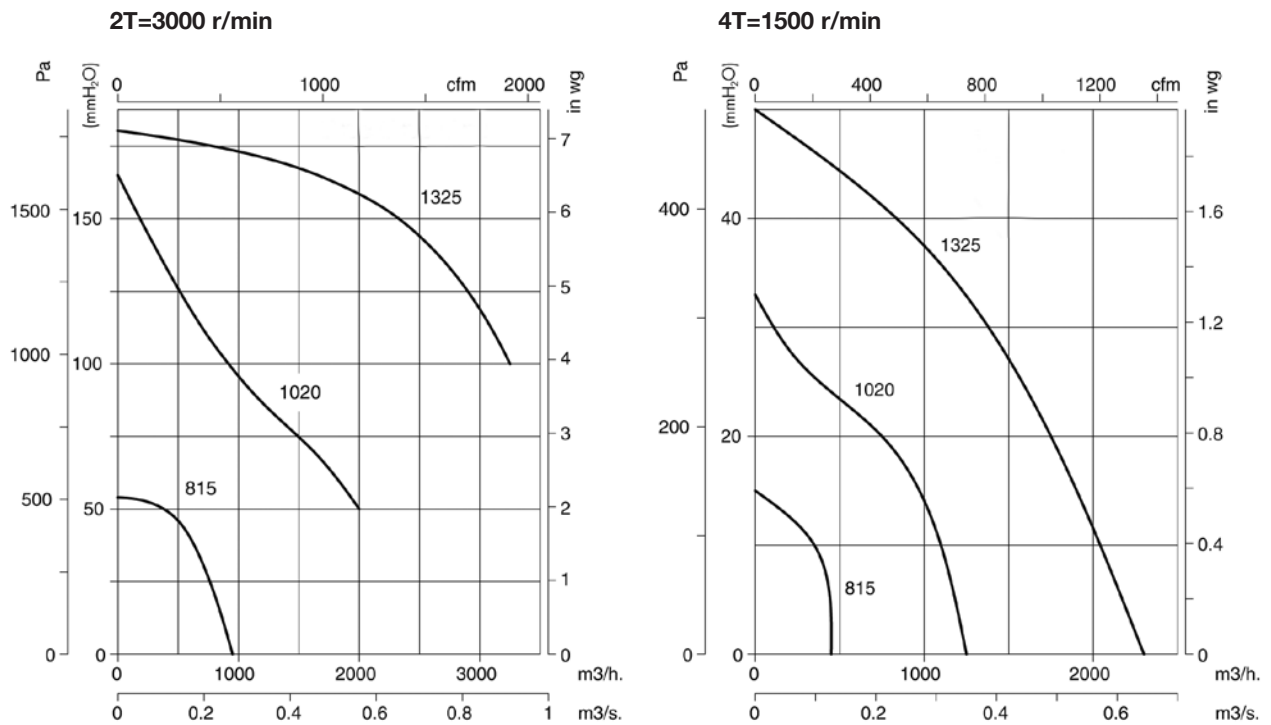 2T=3000 r/min
Pa
(mmH₂O]
0 1000 cfm 2000
in wg
7
1500 150 6
1325
5
1000 100 4
1020
3
815
500 50 2
1
0 0 0
0 1000 2000 3000 m3/h.
0 0.2 0.4 0.6 0.8 1 m3/s.
4T=1500 r/min
Pa
(mmH₂O]
0 400 800 1200 cfm
in wg
400 40 1.6
1325
1.2
1020
200 20 0.8
0.4
815
0 0 0
0 1000 2000 m3/h.
0 0.2 0.4 0.6 m3/s.